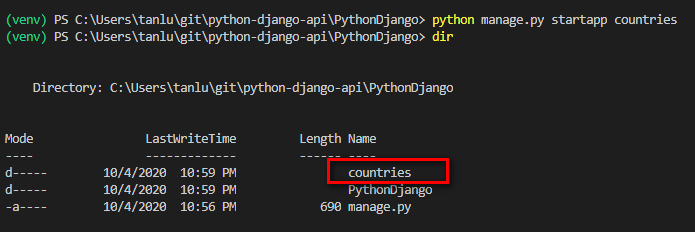 (venv) PS C:\Users\tanlu\git\python-django-api\PythonDjango> python manage.py startapp countries
(venv) PS C:\Users\tanlu\git\python-django-api\PythonDjango> dir
Directory: C:\Users\tanlu\git\python-django-api\PythonDjango
Mode LastWriteTime Length Name
---- ------------- ------ ----
d----- 10/4/2020 10:59 PM countries
d----- 10/4/2020 10:59 PM PythonDjango
-a---- 10/4/2020 10:56 PM 690 manage.py